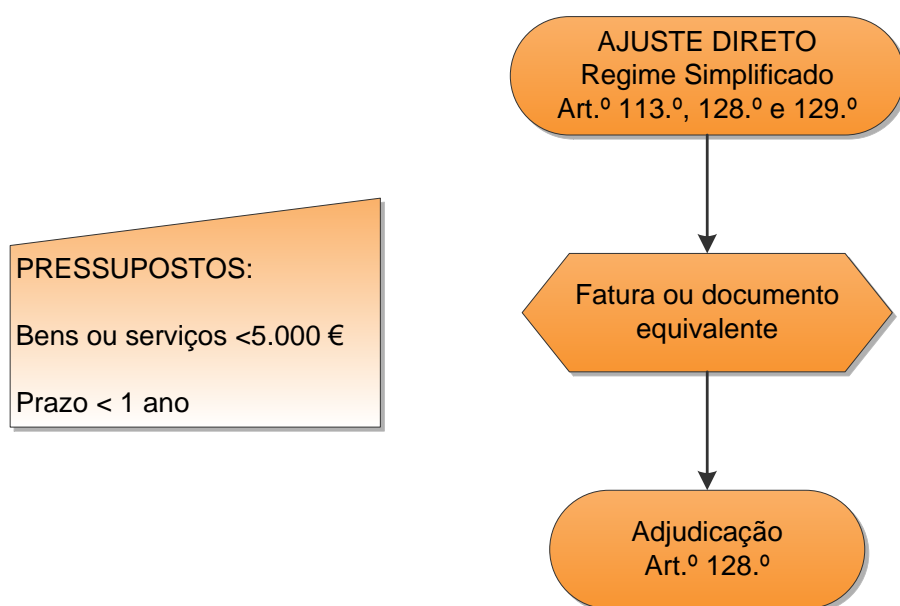 AJUSTE DIRETO
Regime Simplificado
Art.º 113.º, 128.º e 129.º
PRESSUPOSTOS:
Bens ou serviços <5.000 €
Prazo < 1 ano
Fatura ou documento
equivalente
Adjudicação
Art.º 128.º